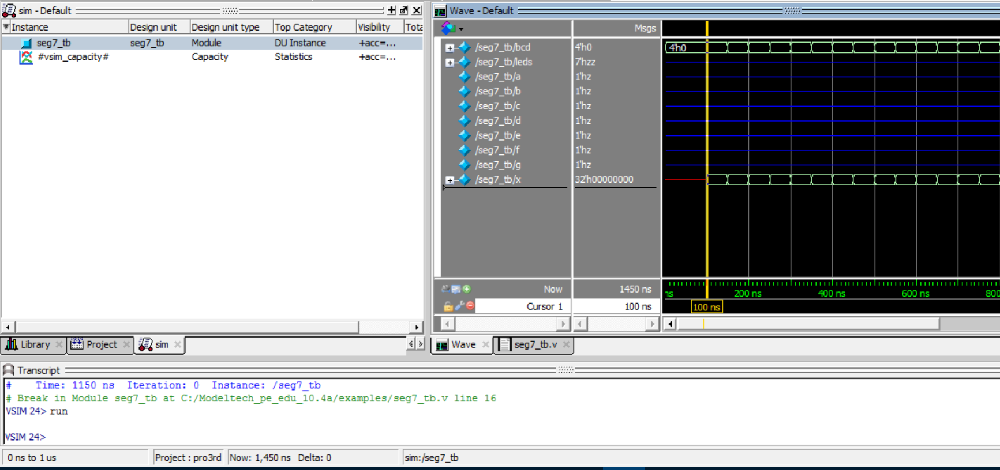 sim - Default
Instance Design unit Design unit type Top Category Visibility Tota
seg7_tb seg7_tb Module DU Instance +acc=...
#vsim_capacity# Capacity Statistics +acc=...
Library Project sim
Wave - Default
Msgs
/seg7_tb/bcd 4'h0 4'h0
/seg7_tb/leds 7'hzz
/seg7_tb/a 1'hz
/seg7_tb/b 1'hz
/seg7_tb/c 1'hz
/seg7_tb/d 1'hz
/seg7_tb/e 1'hz
/seg7_tb/f 1'hz
/seg7_tb/g 1'hz
/seg7_tb/x 32'h00000000
Now 1450 ns ns 200 ns 400 ns 600 ns 800
Cursor 1 100 ns 100 ns
Wave seg7_tb.v
Transcript
# Time: 1150 ns Iteration: 0 Instance: /seg7_tb
# Break in Module seg7_tb at C:/Modeltech_pe_edu_10.4a/examples/seg7_tb.v line 16
VSIM 24> run
VSIM 24>
0 ns to 1 us Project : pro3rd Now: 1,450 ns Delta: 0 sim:/seg7_tb